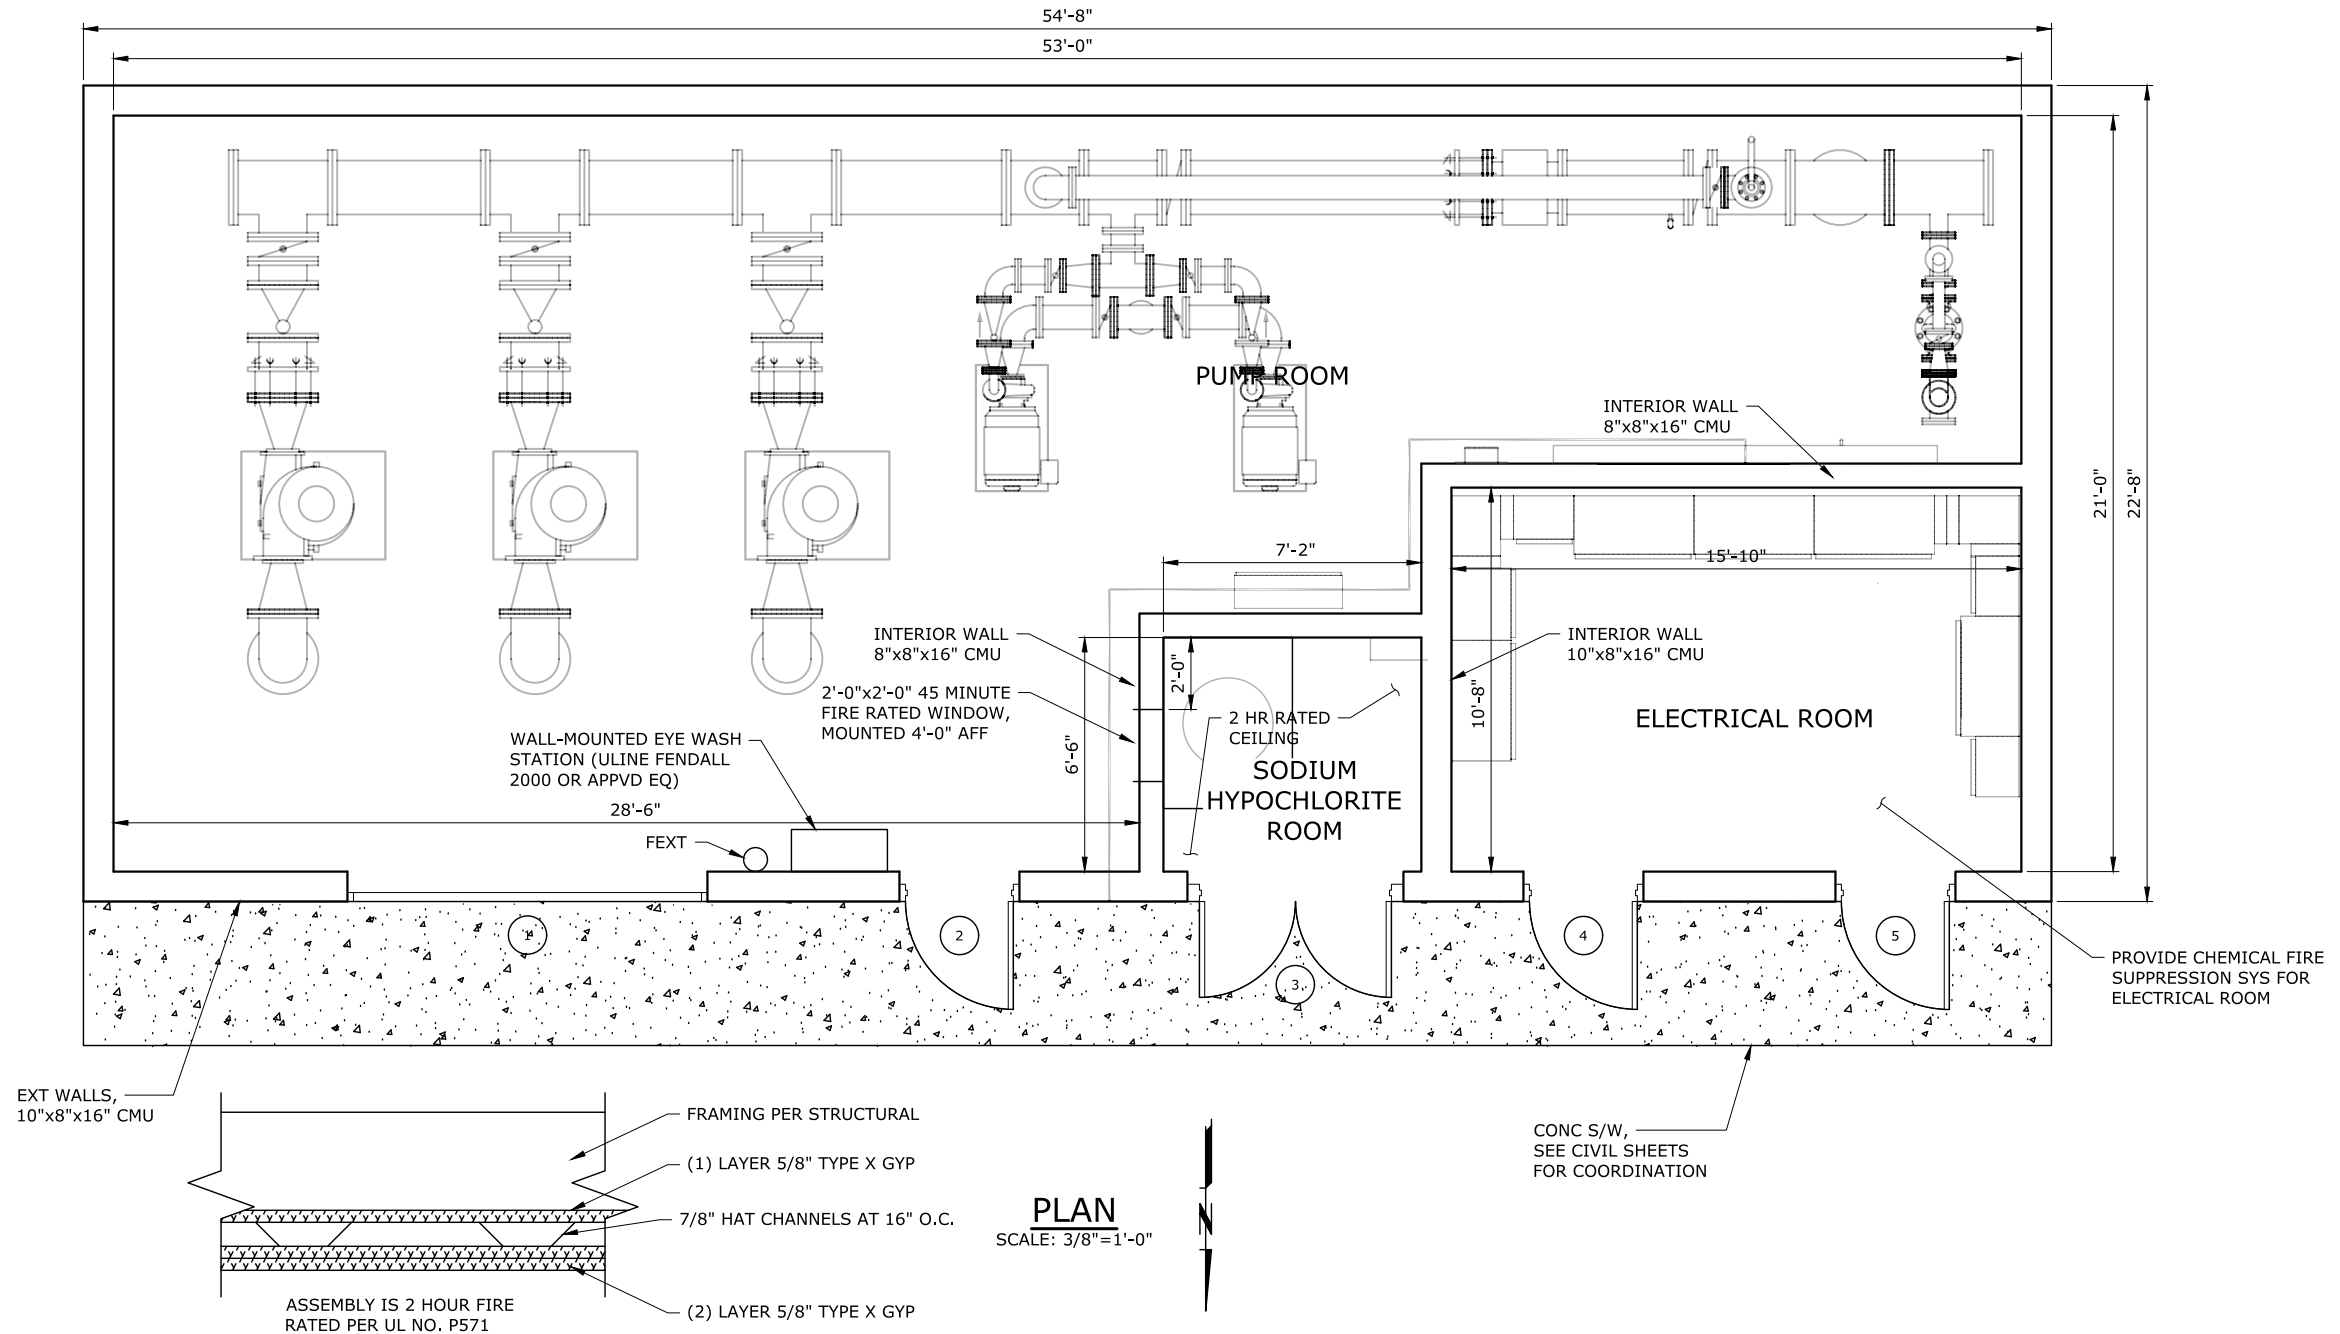 54'-8"
53'-0"
PUMP ROOM
INTERIOR WALL
8"x8"x16" CMU
21'-0"
22'-8"
7'-2"
15'-10"
INTERIOR WALL
8"x8"x16" CMU
2'-0"x2'-0" 45 MINUTE
FIRE RATED WINDOW,
MOUNTED 4'-0" AFF
2'-0"
6'-6"
2 HR RATED
CEILING
SODIUM
HYPOCHLORITE
ROOM
INTERIOR WALL
10"x8"x16" CMU
10'-8"
ELECTRICAL ROOM
WALL-MOUNTED EYE WASH
STATION (ULINE FENDALL
2000 OR APPVD EQ)
28'-6"
FEXT
1
2
3
4
5
PROVIDE CHEMICAL FIRE
SUPPRESSION SYS FOR
ELECTRICAL ROOM
EXT WALLS,
10"x8"x16" CMU
CONC S/W,
SEE CIVIL SHEETS
FOR COORDINATION
FRAMING PER STRUCTURAL
(1) LAYER 5/8" TYPE X GYP
7/8" HAT CHANNELS AT 16" O.C.
(2) LAYER 5/8" TYPE X GYP
ASSEMBLY IS 2 HOUR FIRE
RATED PER UL NO. P571
PLAN
SCALE: 3/8"=1'-0"
N